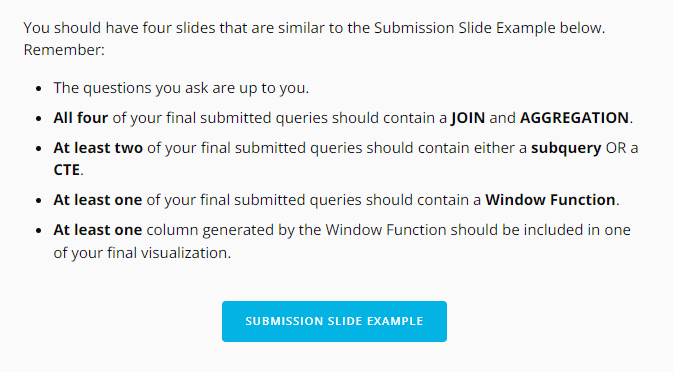 You should have four slides that are similar to the Submission Slide Example below.
Remember:
The questions you ask are up to you.
All four of your final submitted queries should contain a JOIN and AGGREGATION.
At least two of your final submitted queries should contain either a subquery OR a
CTE.
At least one of your final submitted queries should contain a Window Function.
At least one column generated by the Window Function should be included in one
of your final visualization.
SUBMISSION SLIDE EXAMPLE